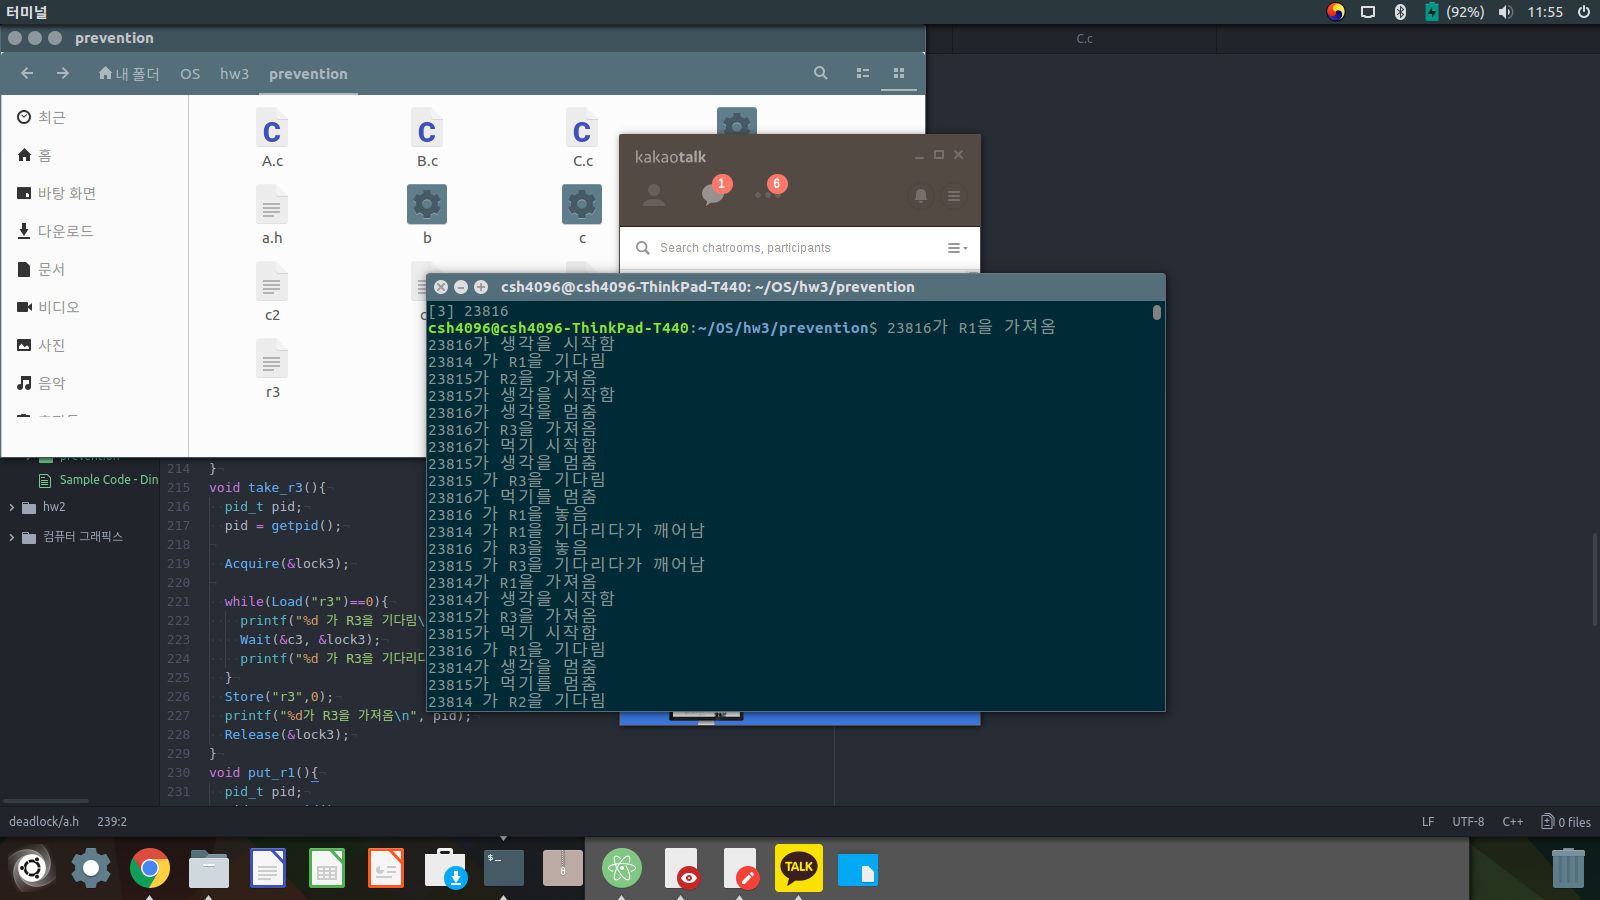 터미널
(92%)
11:55
prevention
C.c
내 폴더
OS
hw3
prevention
최근
홈
바탕 화면
다운로드
문서
비디오
사진
음악
A.c
B.c
C.c
a.h
b
c
c2
r3
kakaotalk
1
6
Search chatrooms, participants
csh4096@csh4096-ThinkPad-T440: ~/OS/hw3/prevention
[3] 23816
csh4096@csh4096-ThinkPad-T440:~/OS/hw3/prevention$ 23816가 R1을 가져옴
23816가 생각을 시작함
23814 가 R1을 기다림
23815가 R2을 가져옴
23815가 생각을 시작함
23816가 생각을 멈춤
23816가 R3을 가져옴
23816가 먹기 시작함
23815가 생각을 멈춤
23815 가 R3을 기다림
23816가 먹기를 멈춤
23816 가 R1을 놓음
23814 가 R1을 기다리다가 깨어남
23816 가 R3을 놓음
23815 가 R3을 기다리다가 깨어남
23814가 R1을 가져옴
23814가 생각을 시작함
23815가 R3을 가져옴
23815가 먹기 시작함
23816 가 R1을 기다림
23814가 생각을 멈춤
23815가 먹기를 멈춤
23814 가 R2을 기다림
prevention
Sample Code - Din
hw2
컴퓨터 그래픽스
214 }
215 void take_r3(){
216 pid_t pid;
217 pid = getpid();
218
219 Acquire(&lock3);
220
221 while(Load("r3")==0){
222 printf("%d 가 R3을 기다림\
223 Wait(&c3, &lock3);
224 printf("%d 가 R3을 기다리다
225 }
226 Store("r3",0);
227 printf("%d가 R3을 가져옴\n", pid);
228 Release(&lock3);
229 }
230 void put_r1(){
231 pid_t pid;
deadlock/a.h
239:2
LF
UTF-8
C++
0 files
TALK